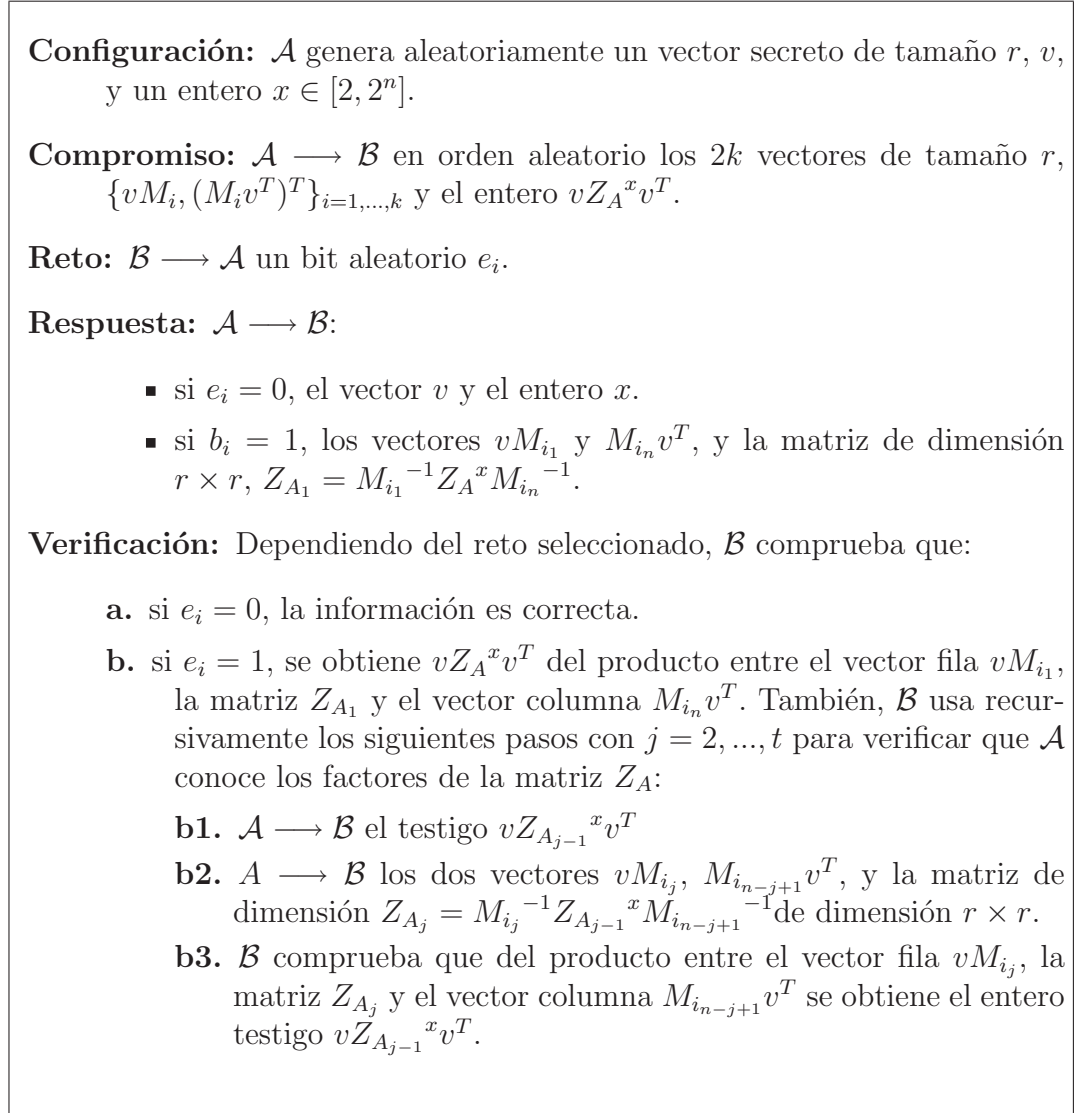 Configuración: 𝒜 genera aleatoriamente un vector secreto de tamaño r, v,
y un entero x ∈ [2, 2^n].
Compromiso: 𝒜 ⟶ ℬ en orden aleatorio los 2k vectores de tamaño r,
{vM_i, (M_i v^T)^T}_{i=1,...,k} y el entero vZ_A^x v^T.
Reto: ℬ ⟶ 𝒜 un bit aleatorio e_i.
Respuesta: 𝒜 ⟶ ℬ:
▪ si e_i = 0, el vector v y el entero x.
▪ si b_i = 1, los vectores vM_{i_1} y M_{i_n} v^T, y la matriz de dimensión
r × r, Z_{A_1} = M_{i_1}^{-1} Z_A^x M_{i_n}^{-1}.
Verificación: Dependiendo del reto seleccionado, ℬ comprueba que:
a. si e_i = 0, la información es correcta.
b. si e_i = 1, se obtiene vZ_A^x v^T del producto entre el vector fila vM_{i_1},
la matriz Z_{A_1} y el vector columna M_{i_n} v^T. También, ℬ usa recur-
sivamente los siguientes pasos con j = 2, ..., t para verificar que 𝒜
conoce los factores de la matriz Z_A:
b1. 𝒜 ⟶ ℬ el testigo vZ_{A_{j-1}}^x v^T
b2. A ⟶ ℬ los dos vectores vM_{i_j}, M_{i_{n-j+1}} v^T, y la matriz de
dimensión Z_{A_j} = M_{i_j}^{-1} Z_{A_{j-1}}^x M_{i_{n-j+1}}^{-1}de dimensión r × r.
b3. ℬ comprueba que del producto entre el vector fila vM_{i_j}, la
matriz Z_{A_j} y el vector columna M_{i_{n-j+1}} v^T se obtiene el entero
testigo vZ_{A_{j-1}}^x v^T.